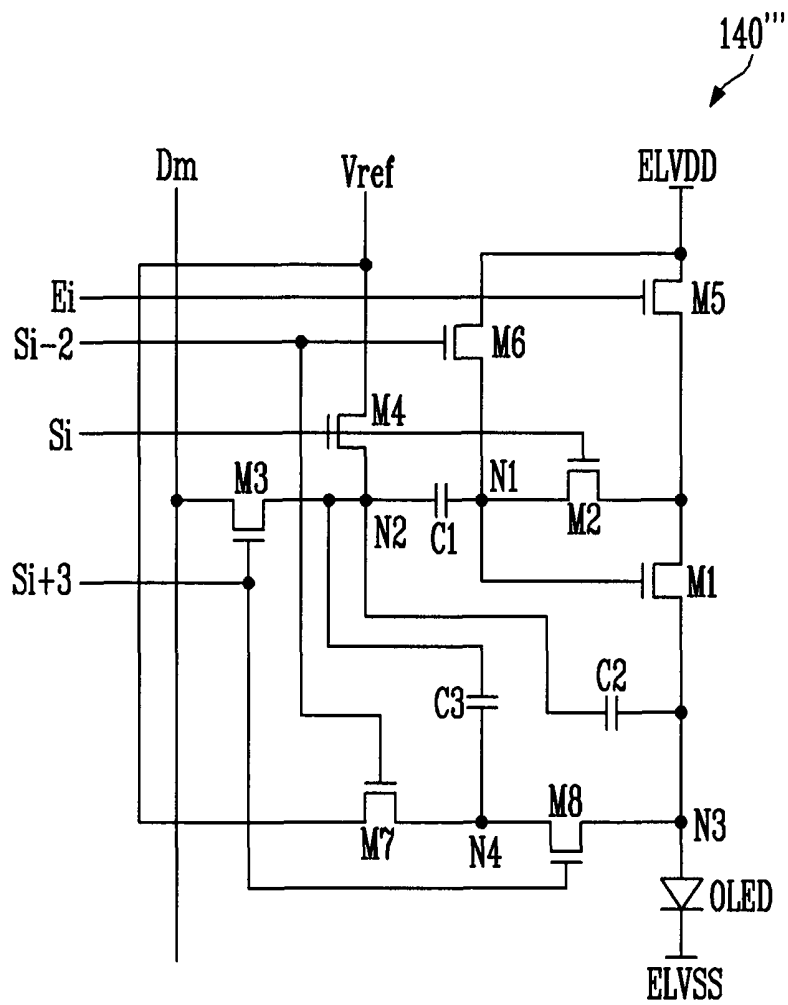 140'''
Dm
Vref
ELVDD
Ei
M5
Si-2
M6
M4
Si
M3
N1
N2
C1
M2
Si+3
M1
C2
C3
M8
M7
N4
N3
OLED
ELVSS